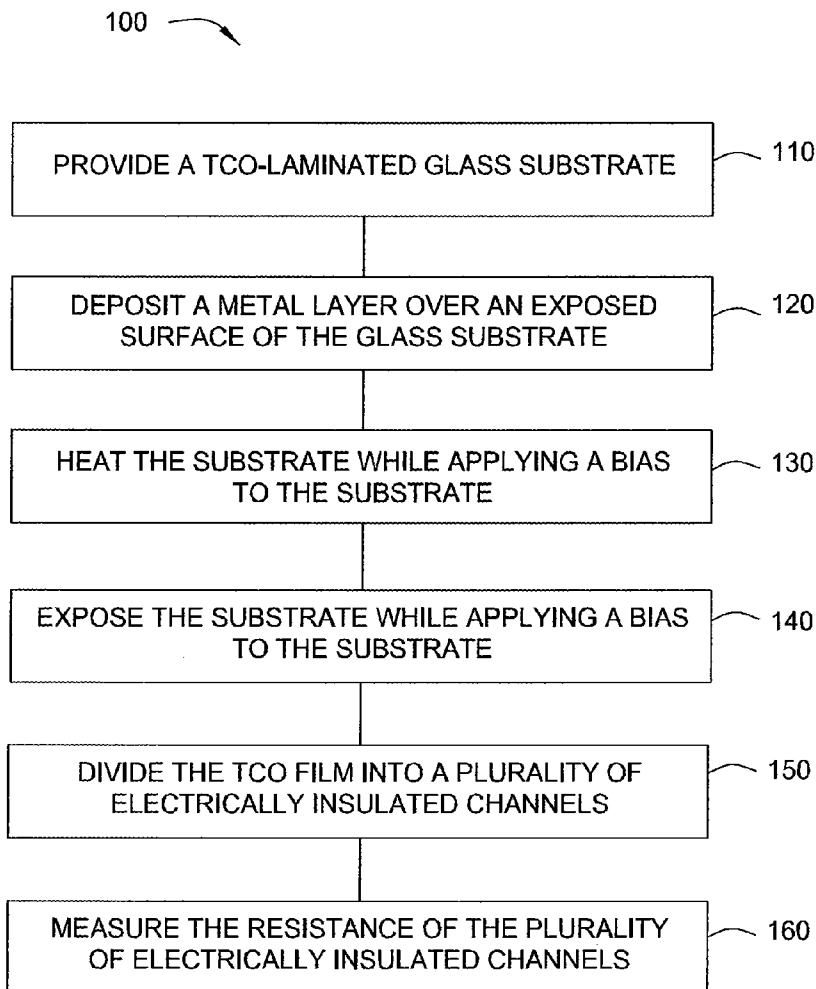 100
PROVIDE A TCO-LAMINATED GLASS SUBSTRATE
110
DEPOSIT A METAL LAYER OVER AN EXPOSED
SURFACE OF THE GLASS SUBSTRATE
120
HEAT THE SUBSTRATE WHILE APPLYING A BIAS
TO THE SUBSTRATE
130
EXPOSE THE SUBSTRATE WHILE APPLYING A BIAS
TO THE SUBSTRATE
140
DIVIDE THE TCO FILM INTO A PLURALITY OF
ELECTRICALLY INSULATED CHANNELS
150
MEASURE THE RESISTANCE OF THE PLURALITY
OF ELECTRICALLY INSULATED CHANNELS
160